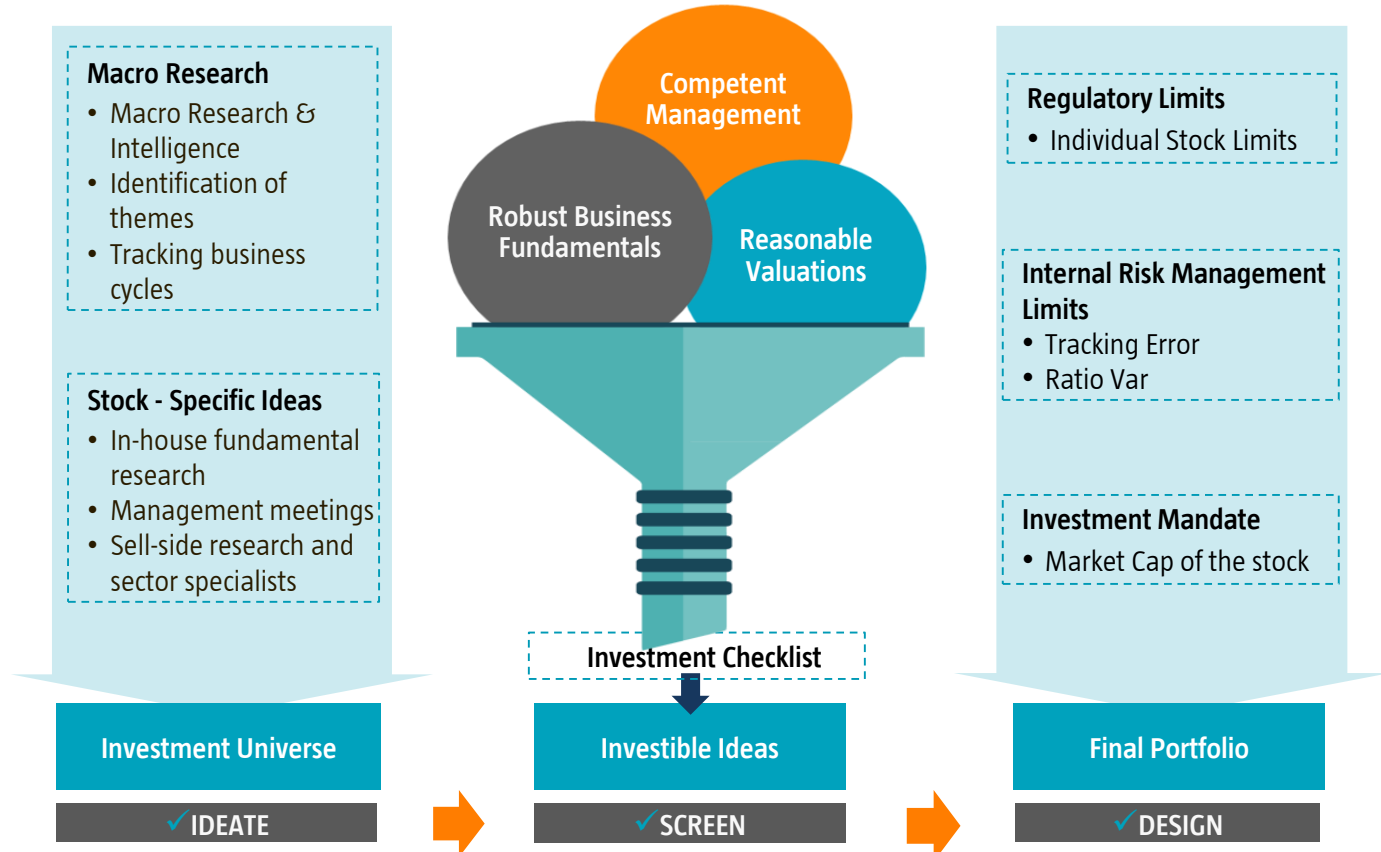 Macro Research
• Macro Research &
Intelligence
• Identification of
themes
• Tracking business
cycles
Stock - Specific Ideas
• In-house fundamental
research
• Management meetings
• Sell-side research and
sector specialists
Investment Universe
✓IDEATE
Competent
Management
Robust Business
Fundamentals
Reasonable
Valuations
Investment Checklist
Investible Ideas
✓SCREEN
Regulatory Limits
• Individual Stock Limits
Internal Risk Management
Limits
• Tracking Error
• Ratio Var
Investment Mandate
• Market Cap of the stock
Final Portfolio
✓DESIGN